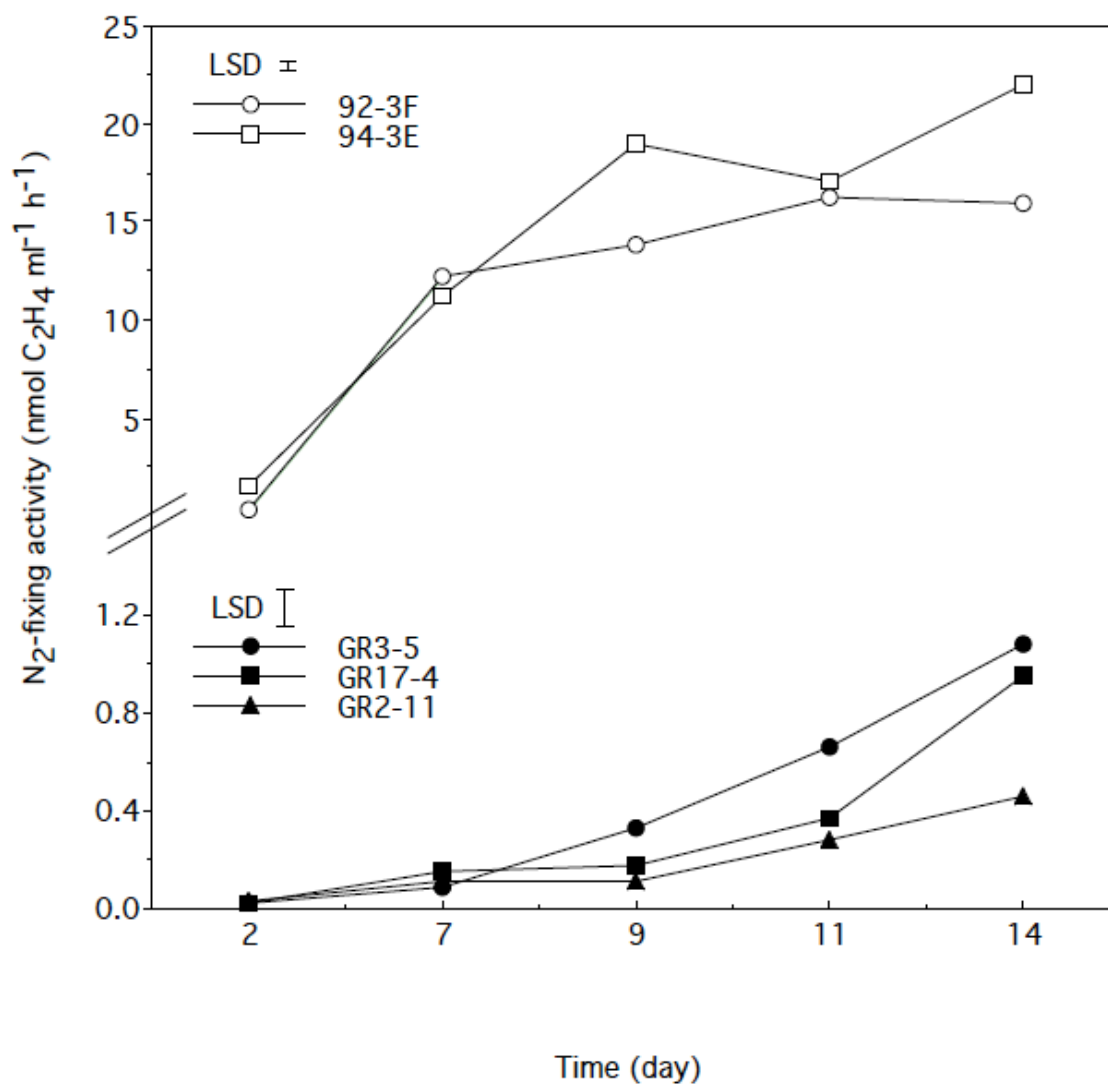 N2-fixing activity (nmol C2H4 ml-1 h-1)
25
20
15
10
5
LSD
92-3F
94-3E
1.2
0.8
0.4
0.0
LSD
GR3-5
GR17-4
GR2-11
2 7 9 11 14
Time (day)